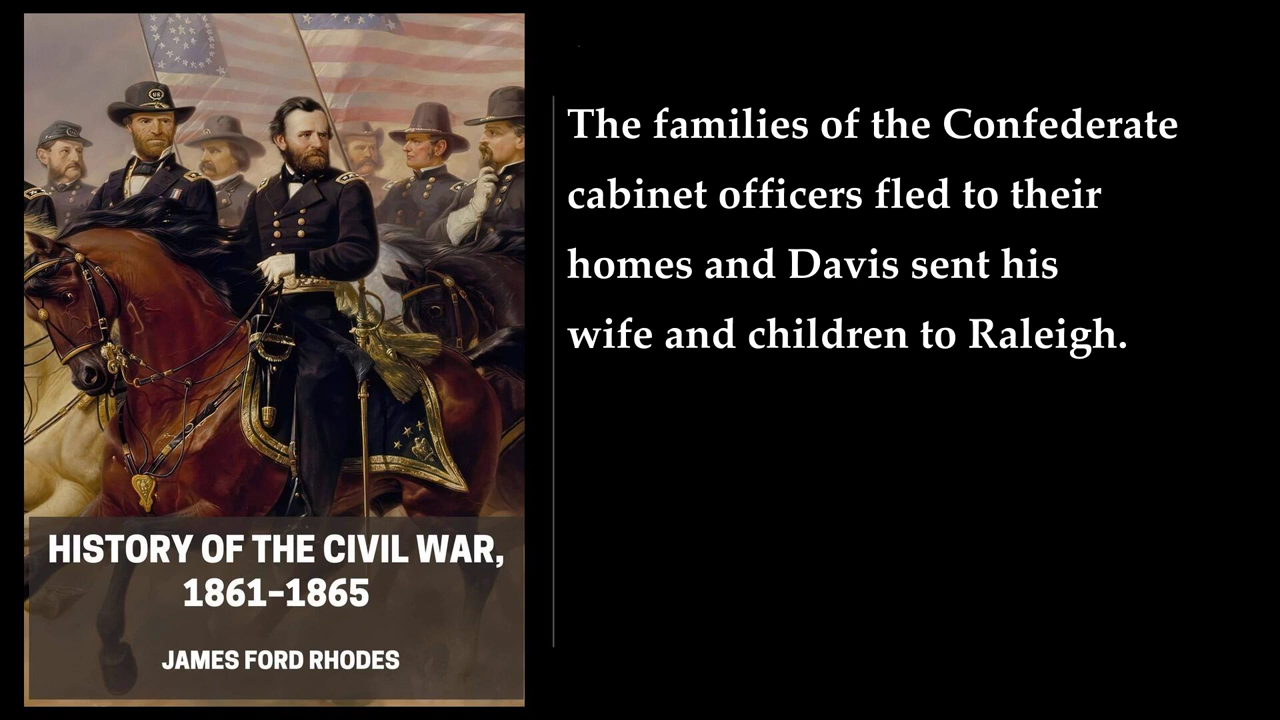 The families of the Confederate
cabinet officers fled to their
homes and Davis sent his
wife and children to Raleigh.
HISTORY OF THE CIVIL WAR,
1861–1865
JAMES FORD RHODES